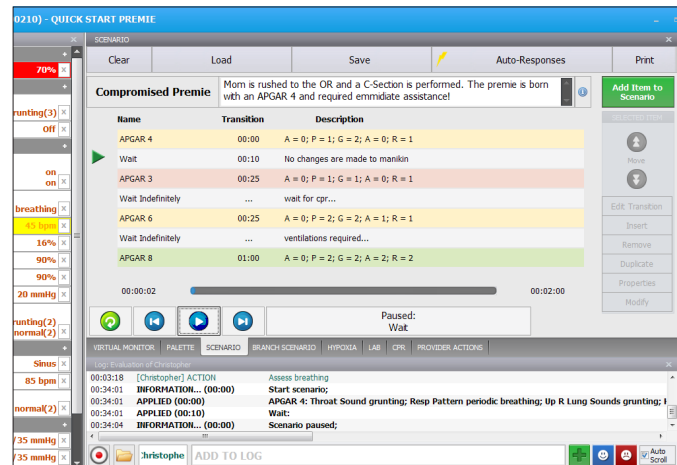 0210) - QUICK START PREMIE
SCENARIO
Clear Load Save Auto-Responses Print
Compromised Premie
Mom is rushed to the OR and a C-Section is performed. The premie is born
with an APGAR 4 and required emmidiate assistance!
Add Item to
Scenario
Name Transition Description
APGAR 4 00:00 A = 0; P = 1; G = 2; A = 0; R = 1
Wait 00:10 No changes are made to manikin
APGAR 3 00:25 A = 0; P = 1; G = 1; A = 0; R = 1
Wait Indefinitely ... wait for cpr...
APGAR 6 00:25 A = 0; P = 2; G = 2; A = 1; R = 1
Wait Indefinitely ... ventilations required...
APGAR 8 01:00 A = 0; P = 2; G = 2; A = 2; R = 2
SELECTED ITEM
Move
Edit Transition
Insert
Remove
Duplicate
Properties
Modify
00:00:02 00:02:00
Paused:
Wait
VIRTUAL MONITOR PALETTE SCENARIO BRANCH SCENARIO HYPOXIA LAB CPR PROVIDER ACTIONS
Log: Evaluation of Christopher
00:03:18 [Christopher] ACTION Assess breathing
00:34:01 INFORMATION... (00:00) Start scenario;
00:34:01 APPLIED (00:00) APGAR 4: Throat Sound grunting; Resp Pattern periodic breathing; Up R Lung Sounds grunting;
00:34:01 APPLIED (00:10) Wait:
00:34:04 INFORMATION... (00:00) Scenario paused;
:hristophe ADD TO LOG
Auto
Scroll
70%
runting(3)
Off
on
on
breathing
45 bpm
16%
90%
90%
20 mmHg
runting(2)
normal(2)
Sinus
85 bpm
normal(2)
/35 mmHg
/35 mmHg